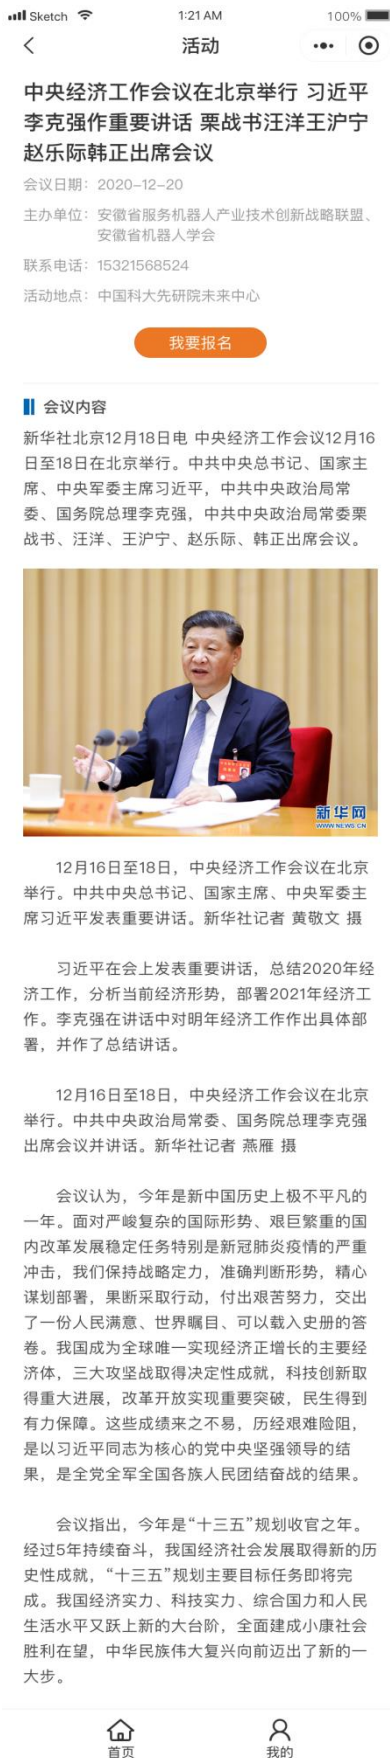 Sketch
1:21 AM
100%
活动
中央经济工作会议在北京举行 习近平
李克强作重要讲话 栗战书汪洋王沪宁
赵乐际韩正出席会议
会议日期：2020-12-20
主办单位：安徽省服务机器人产业技术创新战略联盟、
安徽省机器人学会
联系电话：15321568524
活动地点：中国科大先研院未来中心
我要报名
会议内容
新华社北京12月18日电 中央经济工作会议12月16
日至18日在北京举行。中共中央总书记、国家主
席、中央军委主席习近平，中共中央政治局常
委、国务院总理李克强，中共中央政治局常委栗
战书、汪洋、王沪宁、赵乐际、韩正出席会议。
新华网
WWW.NEWS.CN
12月16日至18日，中央经济工作会议在北京
举行。中共中央总书记、国家主席、中央军委主
席习近平发表重要讲话。新华社记者 黄敬文 摄
习近平在会上发表重要讲话，总结2020年经
济工作，分析当前经济形势，部署2021年经济工
作。李克强在讲话中对明年经济工作作出具体部
署，并作了总结讲话。
12月16日至18日，中央经济工作会议在北京
举行。中共中央政治局常委、国务院总理李克强
出席会议并讲话。新华社记者 燕雁 摄
会议认为，今年是新中国历史上极不平凡的
一年。面对严峻复杂的国际形势、艰巨繁重的国
内改革发展稳定任务特别是新冠肺炎疫情的严重
冲击，我们保持战略定力，准确判断形势，精心
谋划部署，果断采取行动，付出艰苦努力，交出
了一份人民满意、世界瞩目、可以载入史册的答
卷。我国成为全球唯一实现经济正增长的主要经
济体，三大攻坚战取得决定性成就，科技创新取
得重大进展，改革开放实现重要突破，民生得到
有力保障。这些成绩来之不易，历经艰难险阻，
是以习近平同志为核心的党中央坚强领导的结
果，是全党全军全国各族人民团结奋战的结果。
会议指出，今年是“十三五”规划收官之年。
经过5年持续奋斗，我国经济社会发展取得新的历
史性成就，“十三五”规划主要目标任务即将完
成。我国经济实力、科技实力、综合国力和人民
生活水平又跃上新的大台阶，全面建成小康社会
胜利在望，中华民族伟大复兴向前迈出了新的一
大步。
首页
我的